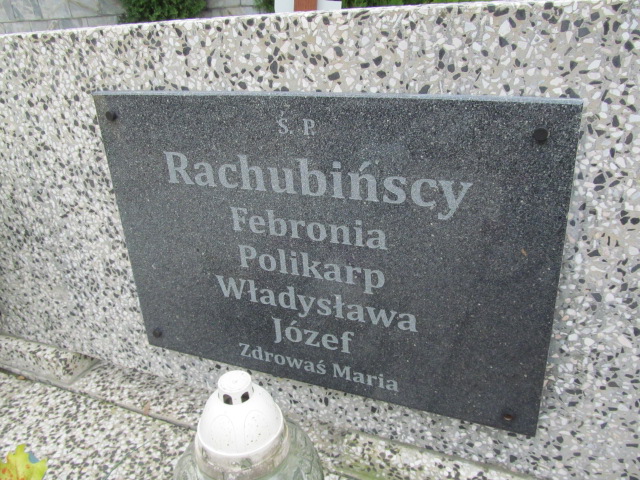 Ś. P.
Rachubińscy
Febronia
Polikarp
Władysława
Józef
Zdrowaś Maria